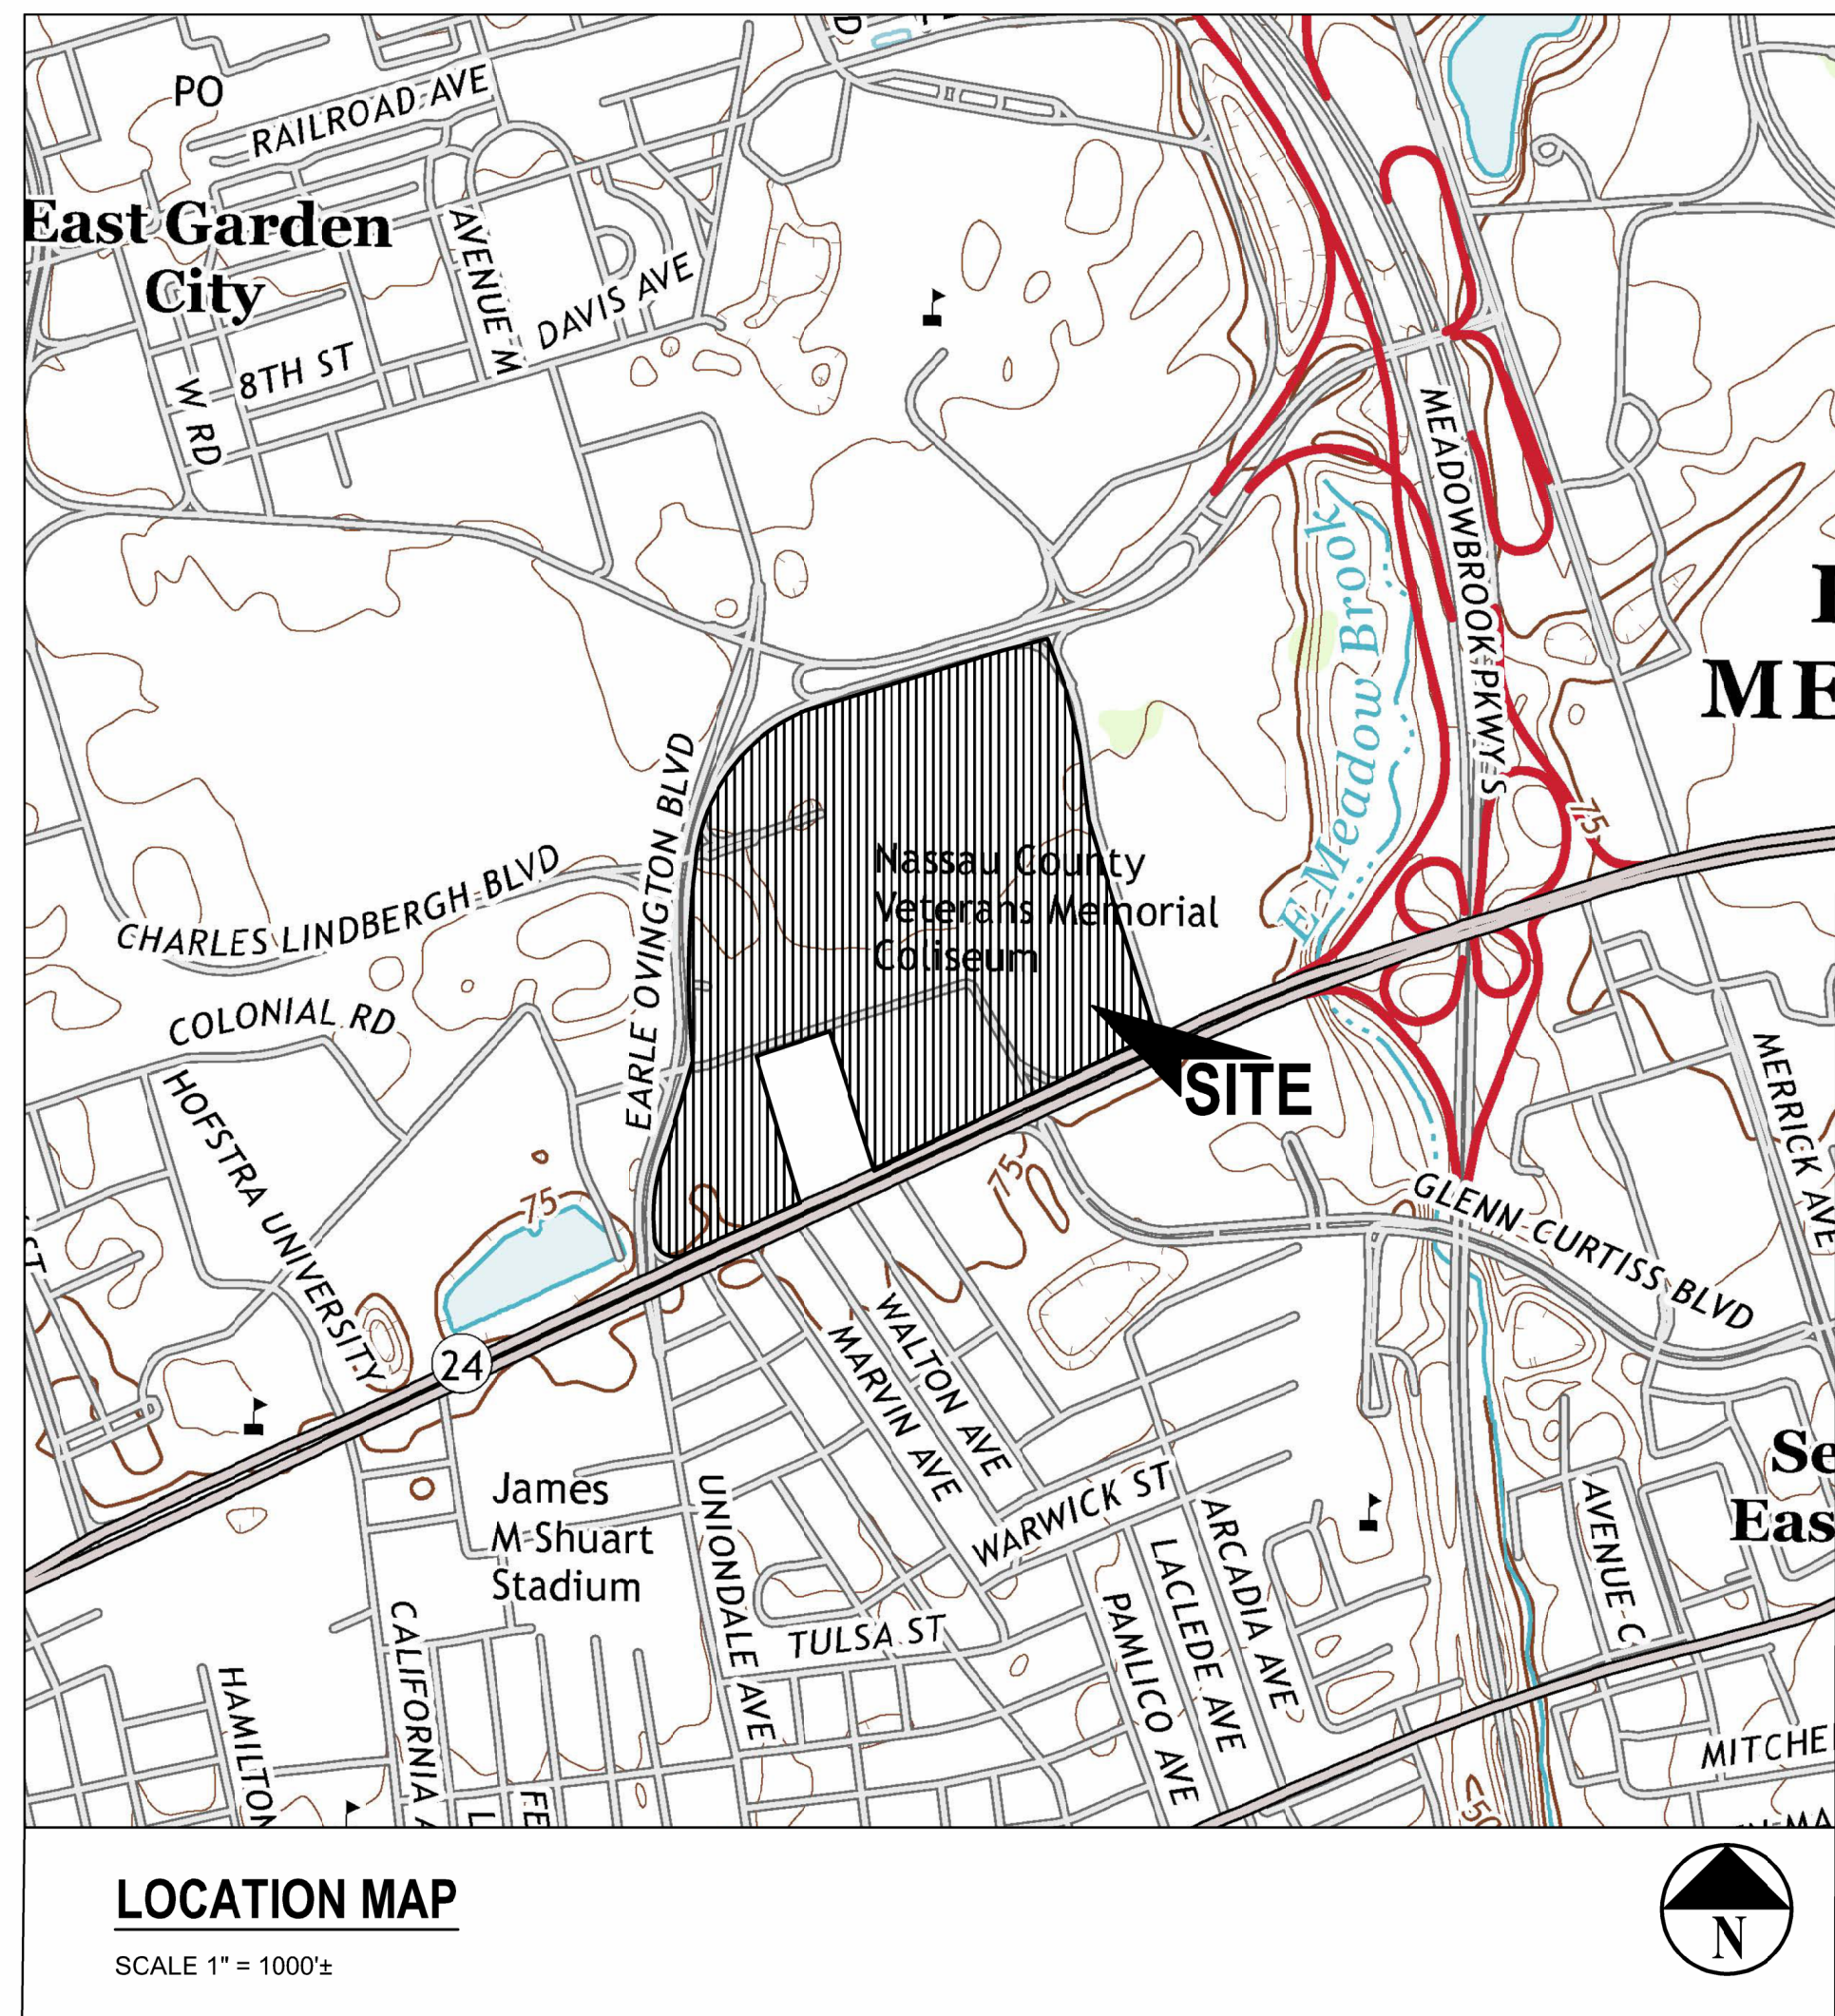 PO
RAILROAD AVE
East Garden
City
AVENUE M
DAVIS AVE
8TH ST
W RD
MEADOWBROOK PKWY S
E Meadow Brook
ME
EARLE OVINGTON BLVD
75
Nassau County
Veterans Memorial
Coliseum
CHARLES LINDBERGH BLVD
COLONIAL RD
SITE
HOFSTRA UNIVERSITY
MERRICK AVE
75
75
GLENN CURTISS BLVD
ST
24
WALTON AVE
MARVIN AVE
James
M Shuart
Stadium
UNIONDALE AVE
WARWICK ST
ARCADIA AVE
LACLEDE AVE
PAMLICO AVE
AVENUE C
Se
Eas
TULSA ST
CALIFORNIA A
HAMILTON
L
FE
MITCHE
50
LOCATION MAP
SCALE 1" = 1000'±
N